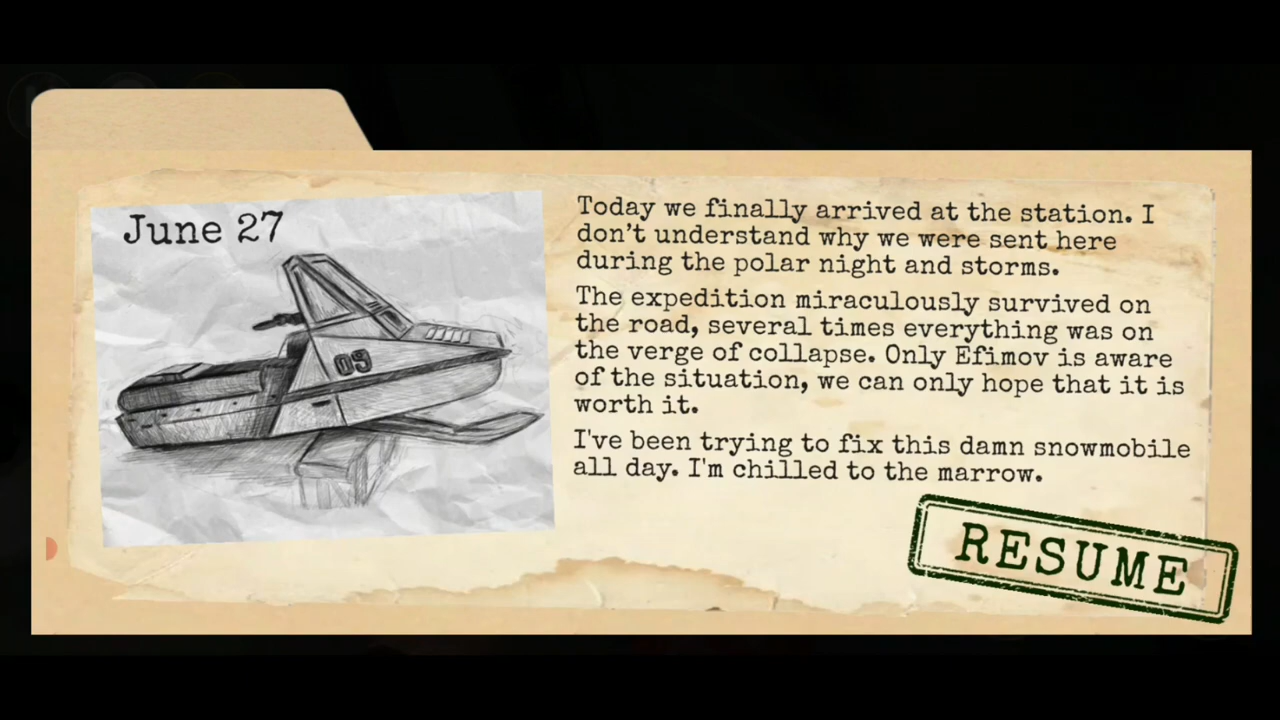 June 27
09
Today we finally arrived at the station. I
don't understand why we were sent here
during the polar night and storms.
The expedition miraculously survived on
the road, several times everything was on
the verge of collapse. Only Efimov is aware
of the situation, we can only hope that it is
worth it.
I've been trying to fix this damn snowmobile
all day. I'm chilled to the marrow.
RESUME